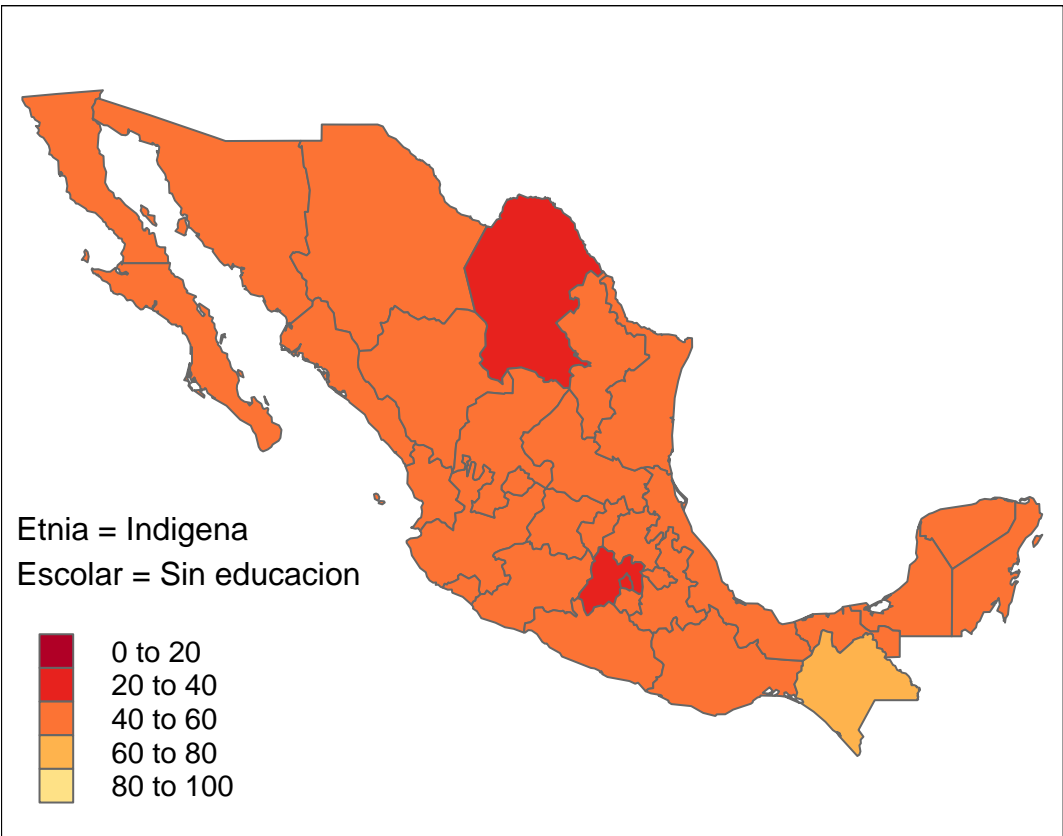 Etnia = Indigena
Escolar = Sin educacion
0 to 20
20 to 40
40 to 60
60 to 80
80 to 100